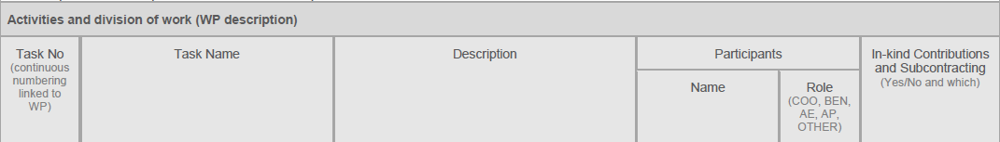 Activities and division of work (WP description)
Task No
(continuous
numbering
linked to
WP)
Task Name
Description
Participants
Name
Role
(COO, BEN,
AE, AP,
OTHER)
In-kind Contributions
and Subcontracting
(Yes/No and which)